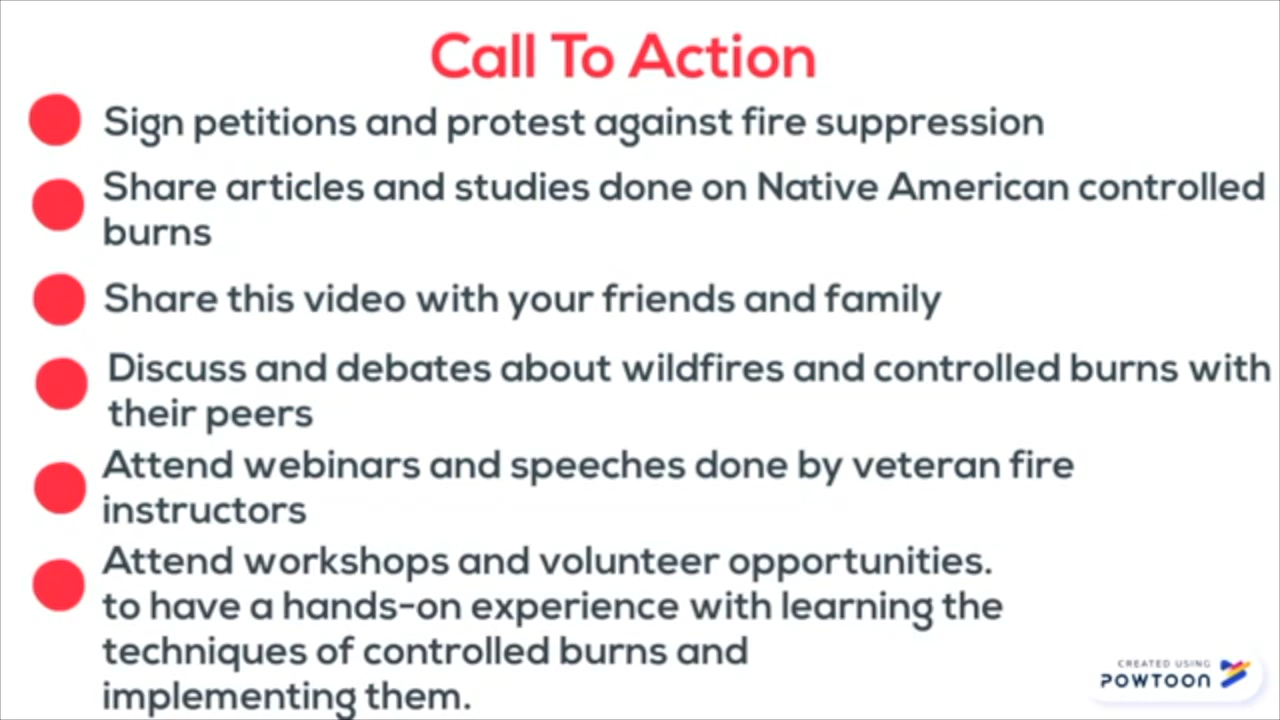 Call To Action
Sign petitions and protest against fire suppression
Share articles and studies done on Native American controlled
burns
Share this video with your friends and family
Discuss and debates about wildfires and controlled burns with
their peers
Attend webinars and speeches done by veteran fire
instructors
Attend workshops and volunteer opportunities.
to have a hands-on experience with learning the
techniques of controlled burns and
implementing them.
CREATED USING
POWTOON